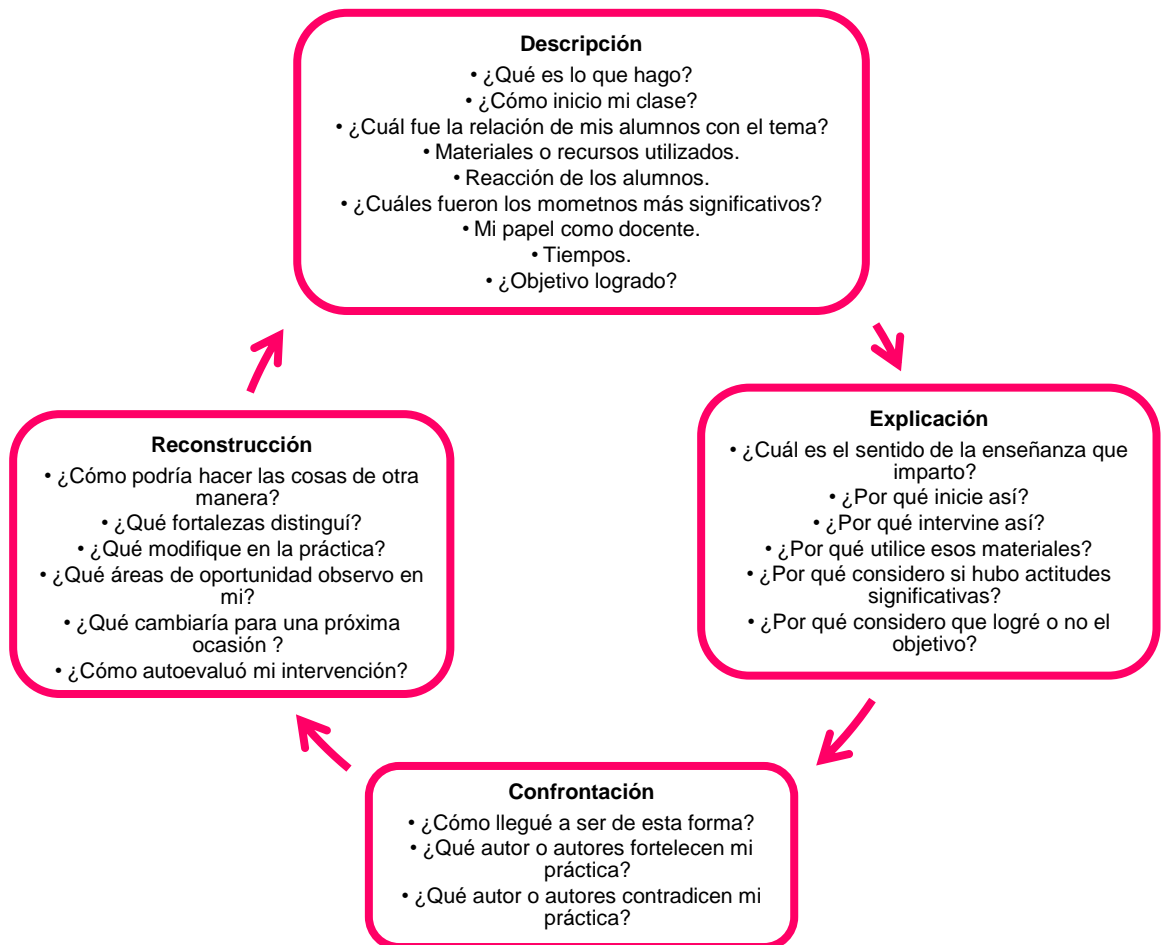 Descripción
• ¿Qué es lo que hago?
• ¿Cómo inicio mi clase?
• ¿Cuál fue la relación de mis alumnos con el tema?
• Materiales o recursos utilizados.
• Reacción de los alumnos.
• ¿Cuáles fueron los mometnos más significativos?
• Mi papel como docente.
• Tiempos.
• ¿Objetivo logrado?
Explicación
• ¿Cuál es el sentido de la enseñanza que
imparto?
• ¿Por qué inicie así?
• ¿Por qué intervine así?
• ¿Por qué utilice esos materiales?
• ¿Por qué considero si hubo actitudes
significativas?
• ¿Por qué considero que logré o no el
objetivo?
Confrontación
• ¿Cómo llegué a ser de esta forma?
• ¿Qué autor o autores fortelecen mi
práctica?
• ¿Qué autor o autores contradicen mi
práctica?
Reconstrucción
• ¿Cómo podría hacer las cosas de otra
manera?
• ¿Qué fortalezas distinguí?
• ¿Qué modifique en la práctica?
• ¿Qué áreas de oportunidad observo en
mi?
• ¿Qué cambiaría para una próxima
ocasión ?
• ¿Cómo autoevaluó mi intervención?